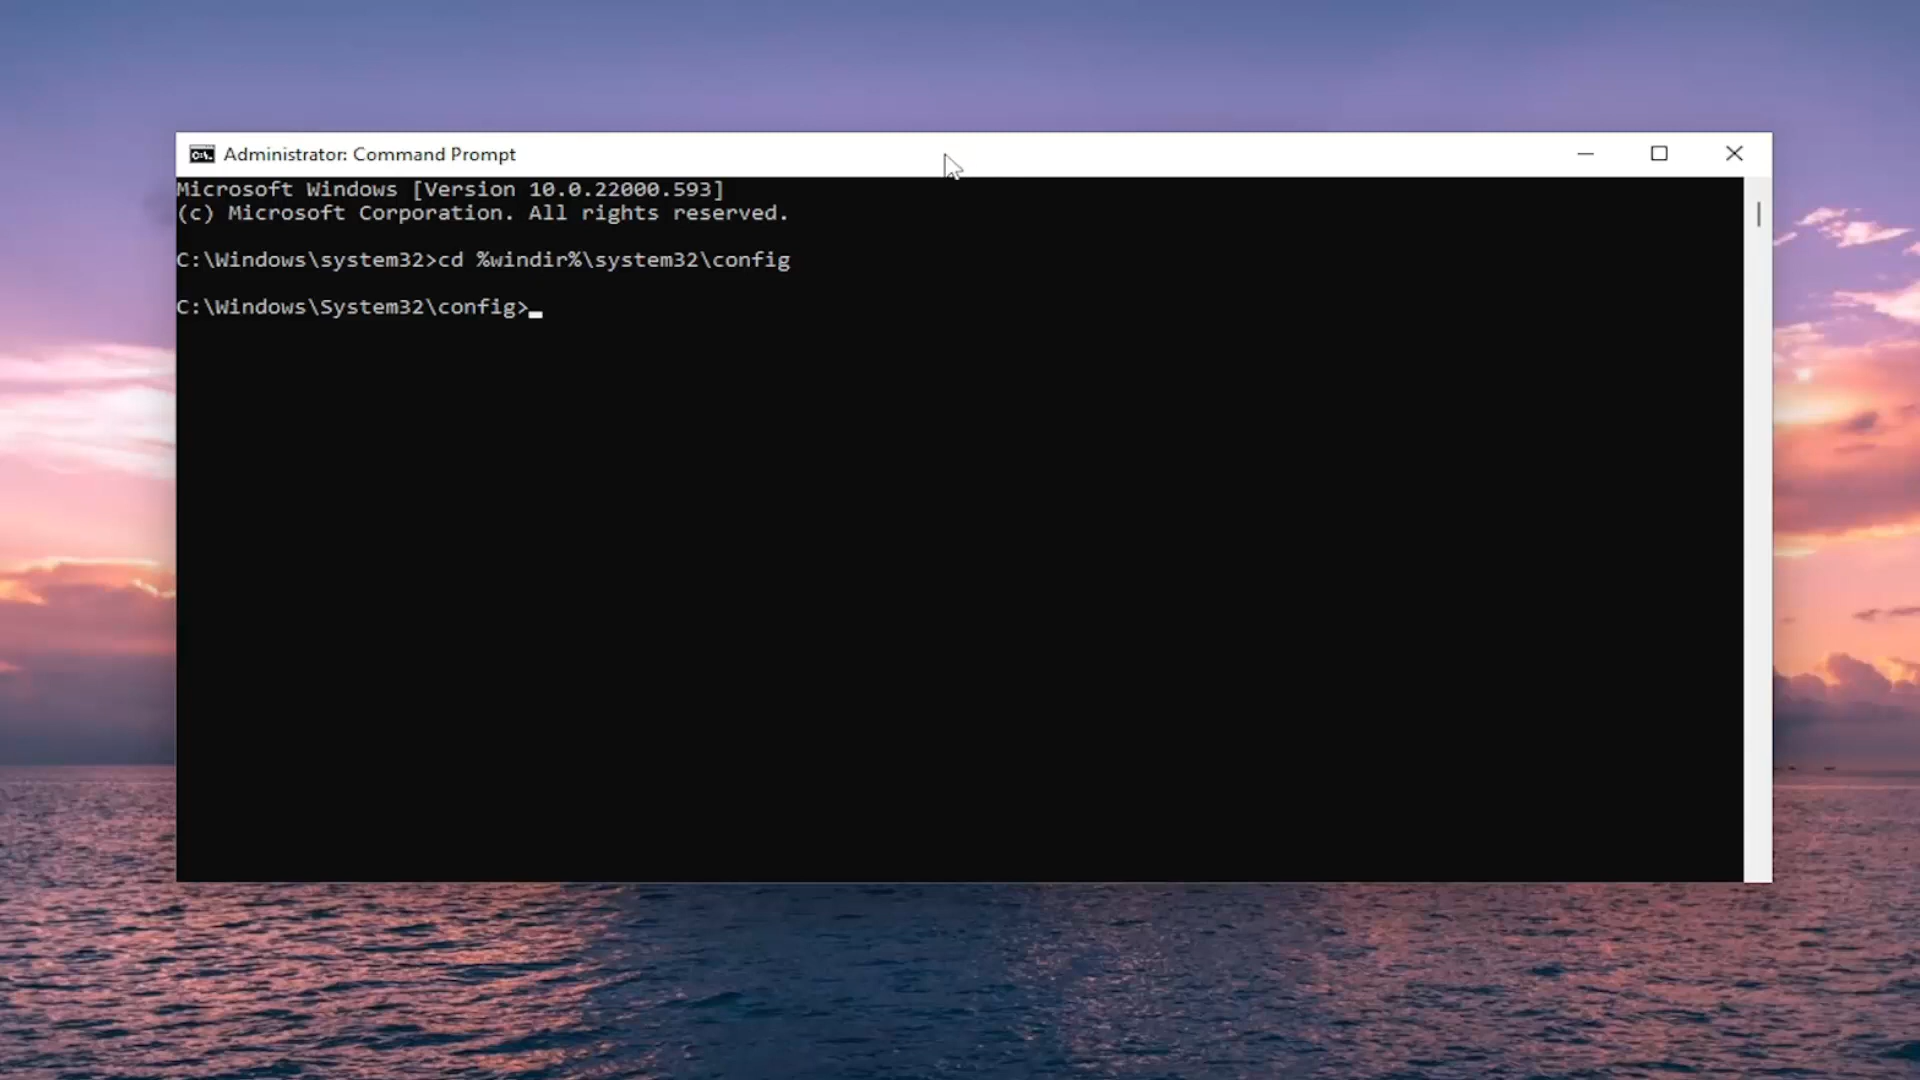 Administrator: Command Prompt
Microsoft Windows [Version 10.0.22000.593]
(c) Microsoft Corporation. All rights reserved.
C:\Windows\system32>cd %windir%\system32\config
C:\Windows\System32\config>